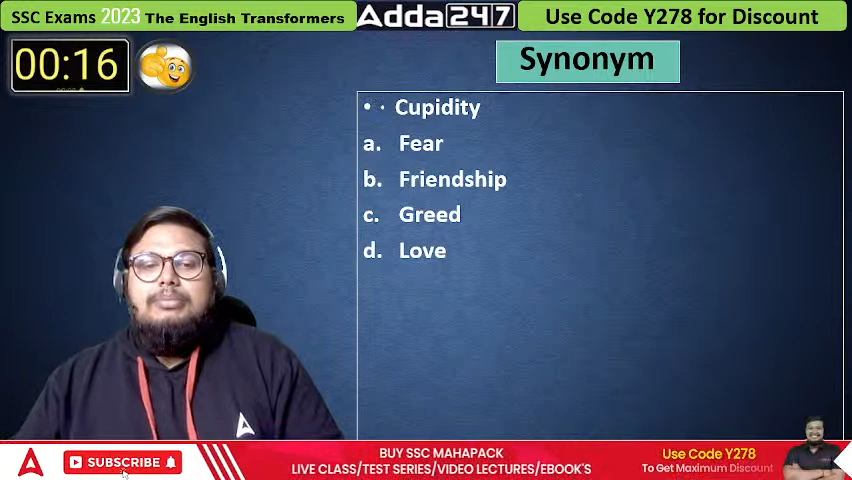 SSC Exams 2023 The English Transformers
Adda247
Use Code Y278 for Discount
00:16
Synonym
• · Cupidity
a. Fear
b. Friendship
c. Greed
d. Love
SUBSCRIBE
BUY SSC MAHAPACK
LIVE CLASS/TEST SERIES/VIDEO LECTURES/EBOOK'S
Use Code Y278
To Get Maximum Discount